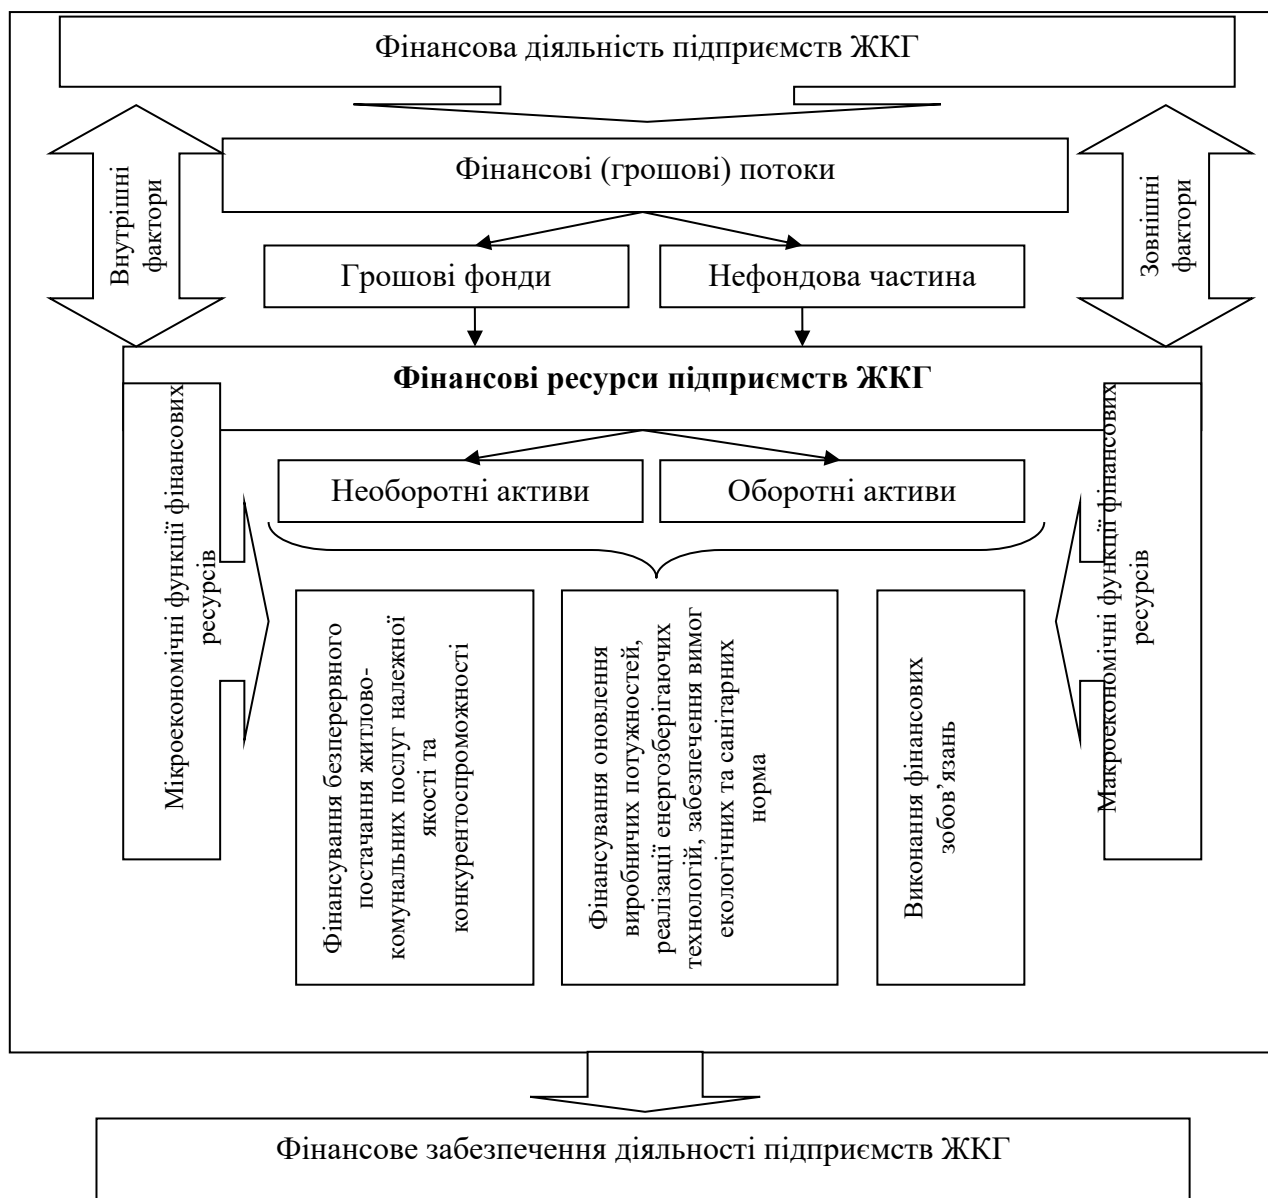 Фінансова діяльність підприємств ЖКГ
Фінансові (грошові) потоки
Внутрішні
фактори
Зовнішні
фактори
Грошові фонди
Нефондова частина
Фінансові ресурси підприємств ЖКГ
Необоротні активи
Оборотні активи
Мікроекономічні функції фінансових
ресурсів
Макроекономічні функції фінансових
ресурсів
Фінансування безперервного
постачання житлово-
комунальних послуг належної
якості та
конкурентоспроможності
Фінансування оновлення
виробничих потужностей,
реалізації енергозберігаючих
технологій, забезпечення вимог
екологічних та санітарних
норма
Виконання фінансових
зобов’язань
Фінансове забезпечення діяльності підприємств ЖКГ